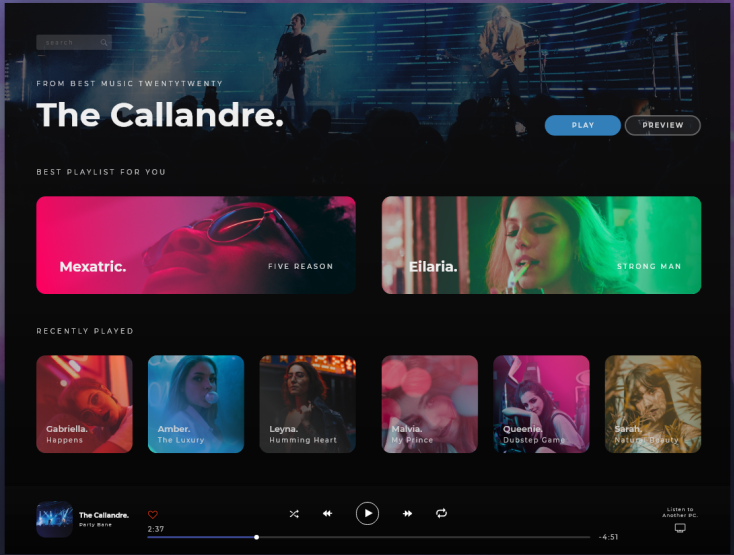 search
FROM BEST MUSIC TWENTYTWENTY
The Callandre.
PLAY
PREVIEW
BEST PLAYLIST FOR YOU
Mexatric.
FIVE REASON
Eilaria.
STRONG MAN
RECENTLY PLAYED
Gabriella.
Happens
Amber.
The Luxury
Leyna.
Humming Heart
Malvia.
My Prince
Queenie.
Dubstep Game
Sarah.
Natural Beauty
The Callandre.
Party Bene
2:37
-4:51
Listen to
Another PC.